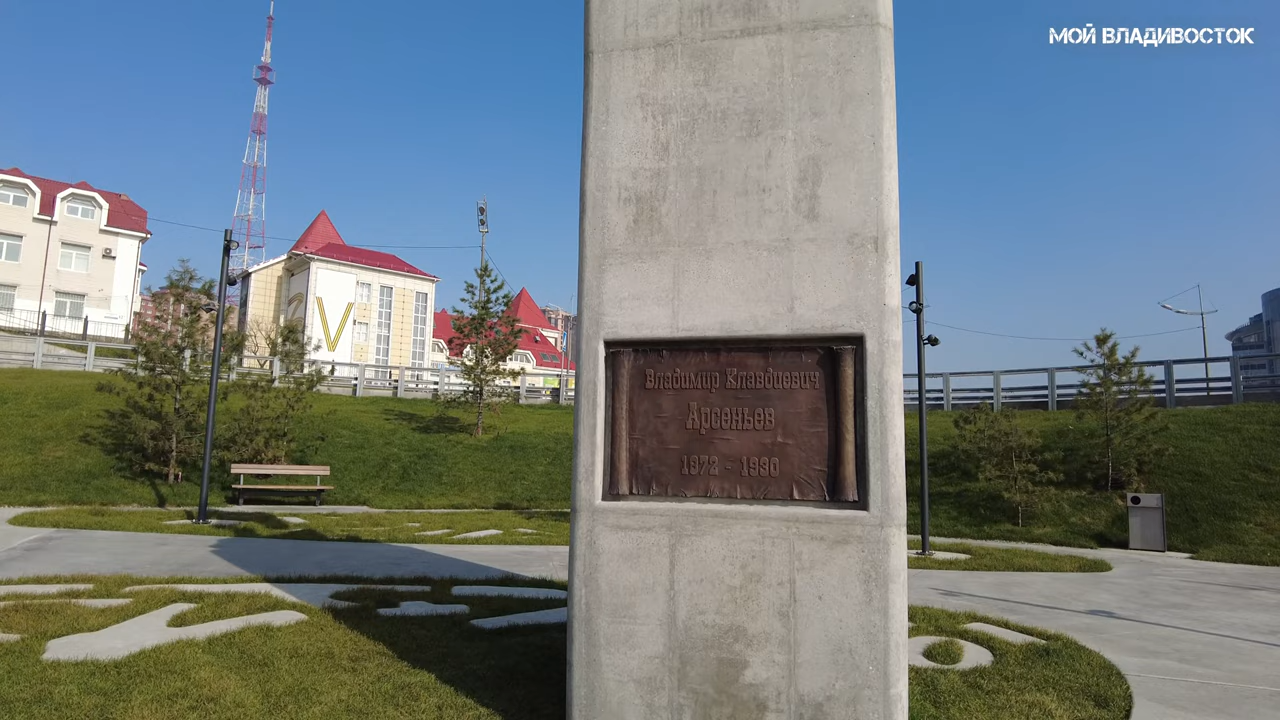 МОЙ ВЛАДИВОСТОК
V
Владимир Клавдиевич
Арсеньев
1872 - 1930